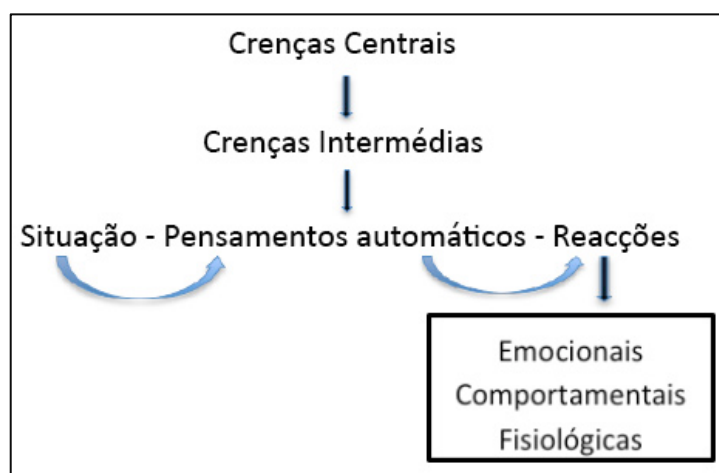 Crenças Centrais
Crenças Intermédias
Situação - Pensamentos automáticos - Reacções
Emocionais
Comportamentais
Fisiológicas